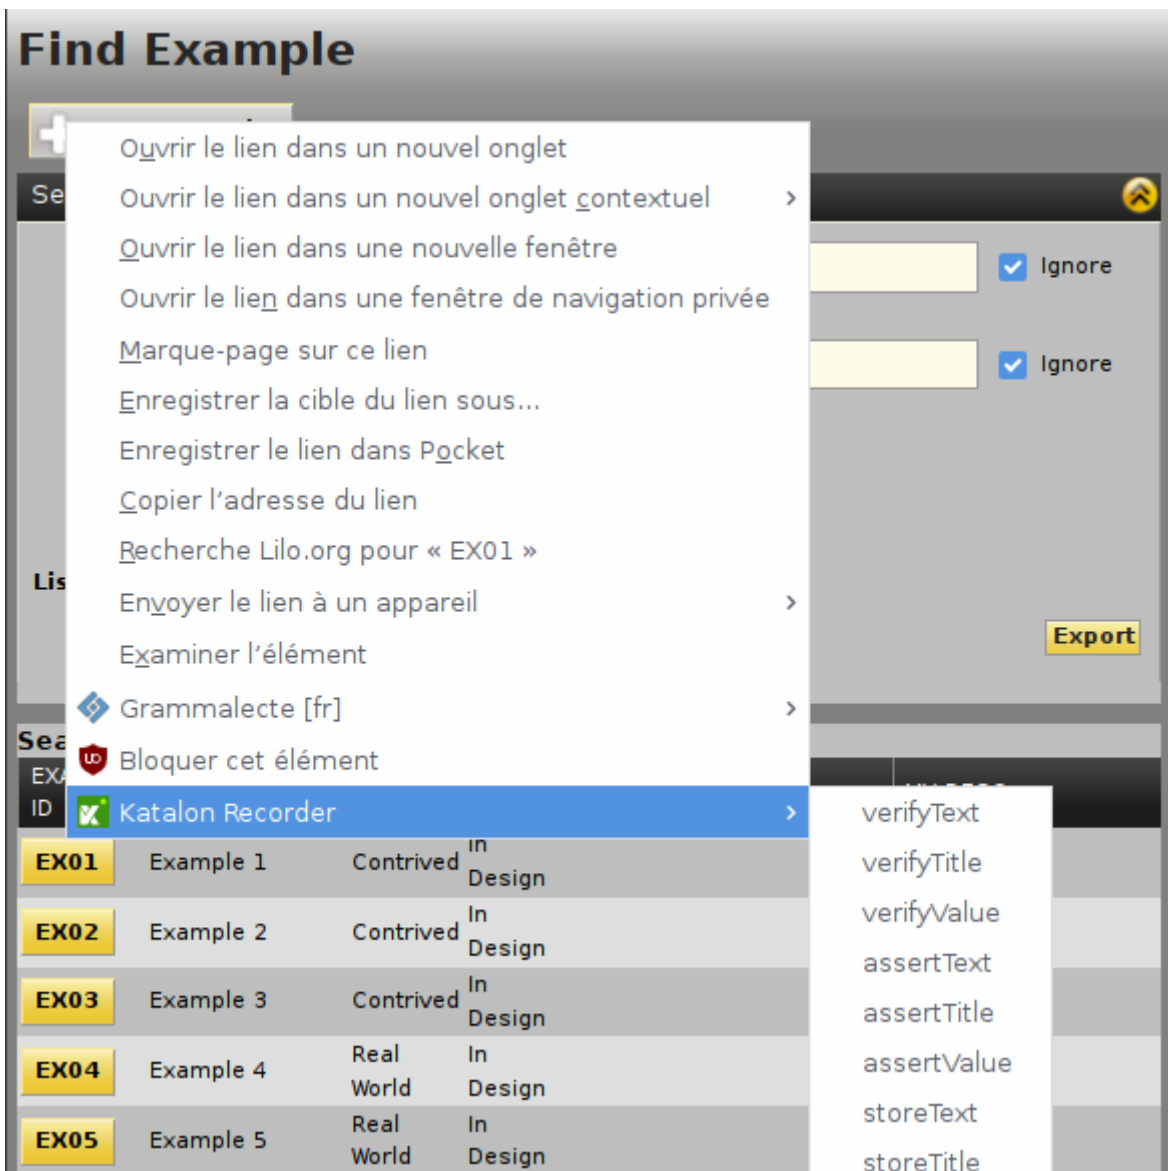 Find Example
Ouvrir le lien dans un nouvel onglet
Se
Ouvrir le lien dans un nouvel onglet contextuel
Ouvrir le lien dans une nouvelle fenêtre
Ignore
Ouvrir le lien dans une fenêtre de navigation privée
Marque-page sur ce lien
Ignore
Enregistrer la cible du lien sous...
Enregistrer le lien dans Pocket
Copier l’adresse du lien
Recherche Lilo.org pour « EX01 »
Lis
Envoyer le lien à un appareil
Export
Examiner l’élément
Grammalecte [fr]
Sea
Bloquer cet élément
EXA
ID
Katalon Recorder
verifyText
verifyTitle
verifyValue
assertText
assertTitle
assertValue
storeText
storeTitle
EX01 Example 1 Contrived In
Design
EX02 Example 2 Contrived In
Design
EX03 Example 3 Contrived In
Design
EX04 Example 4 Real In
World Design
EX05 Example 5 Real In
World Design